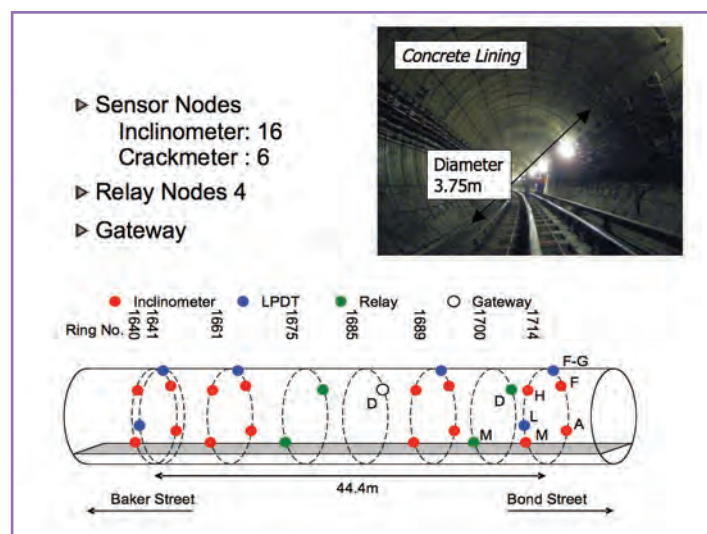 Concrete Lining
Sensor Nodes
Inclinometer: 16
Crackmeter : 6
Relay Nodes 4
Gateway
Diameter
3.75m
Inclinometer
LPDT
Relay
Gateway
Ring No.
1640
1641
1661
1675
1685
1689
1700
1714
F-G
F
H
D
D
L
A
M
M
44.4m
Baker Street
Bond Street